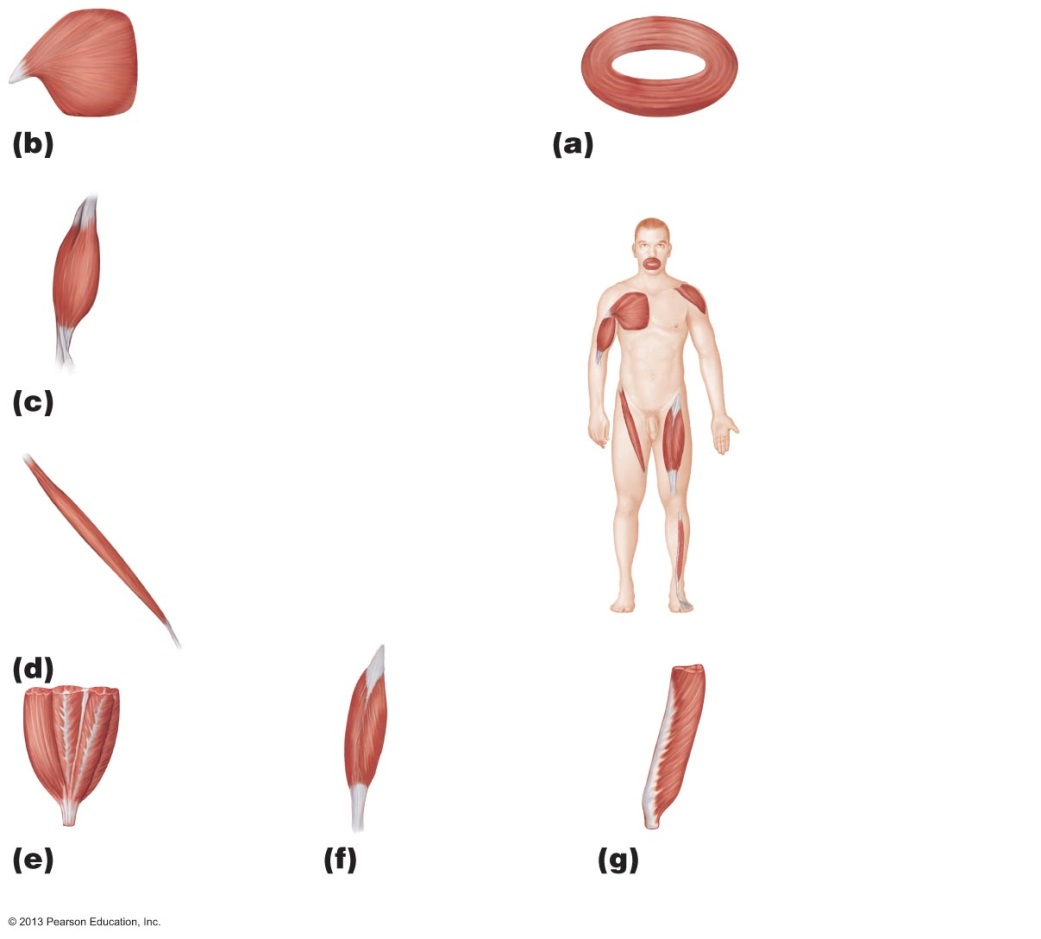 (b)
(a)
(c)
(d)
(e)
(f)
(g)
© 2013 Pearson Education, Inc.